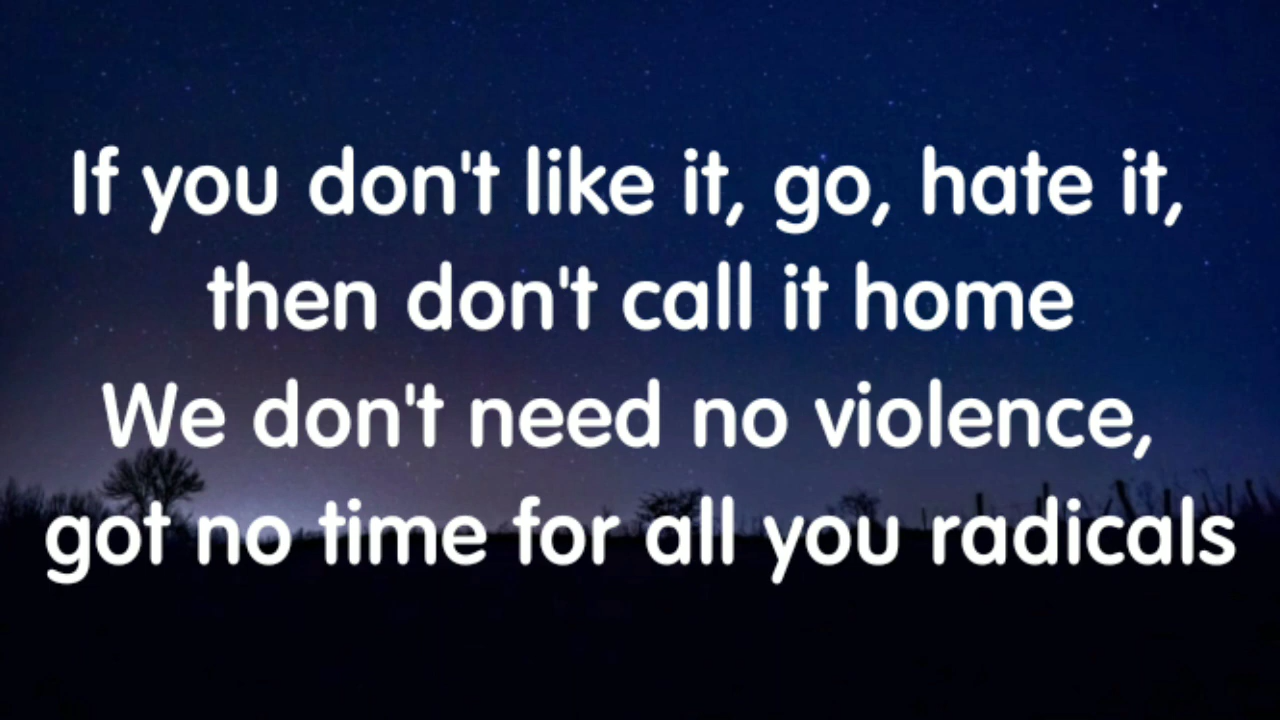 If you don't like it, go, hate it,
then don't call it home
We don't need no violence,
got no time for all you radicals